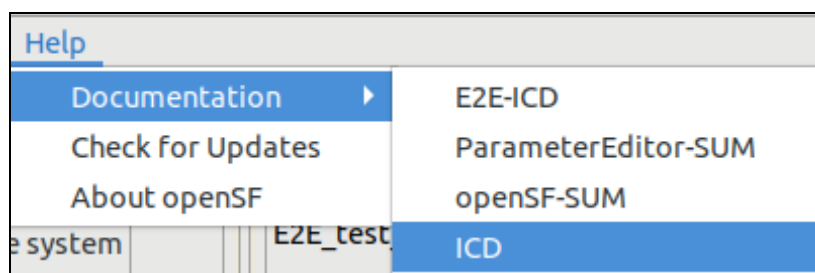 Help
Documentation
Check for Updates
About openSF
E2E-ICD
ParameterEditor-SUM
openSF-SUM
ICD
system
E2E_test